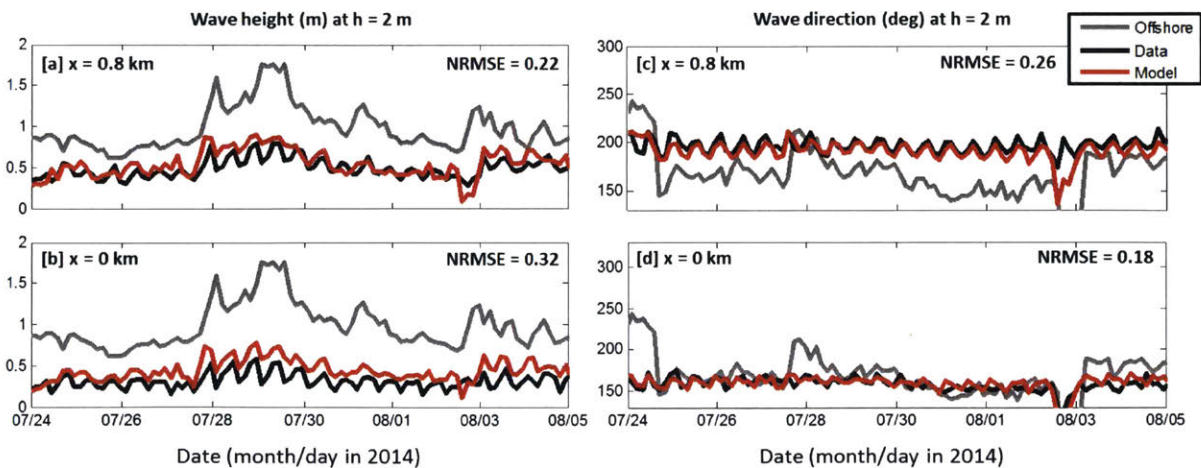 Wave height (m) at h = 2 m
Wave direction (deg) at h = 2 m
Offshore
Data
Model
2
1.5
1
0.5
0
[a] x = 0.8 km
NRMSE = 0.22
300
250
200
150
[c] x = 0.8 km
NRMSE = 0.26
2
1.5
1
0.5
0
[b] x = 0 km
NRMSE = 0.32
300
250
200
150
[d] x = 0 km
NRMSE = 0.18
07/24 07/26 07/28 07/30 08/01 08/03 08/05
07/24 07/26 07/28 07/30 08/01 08/03 08/05
Date (month/day in 2014)
Date (month/day in 2014)